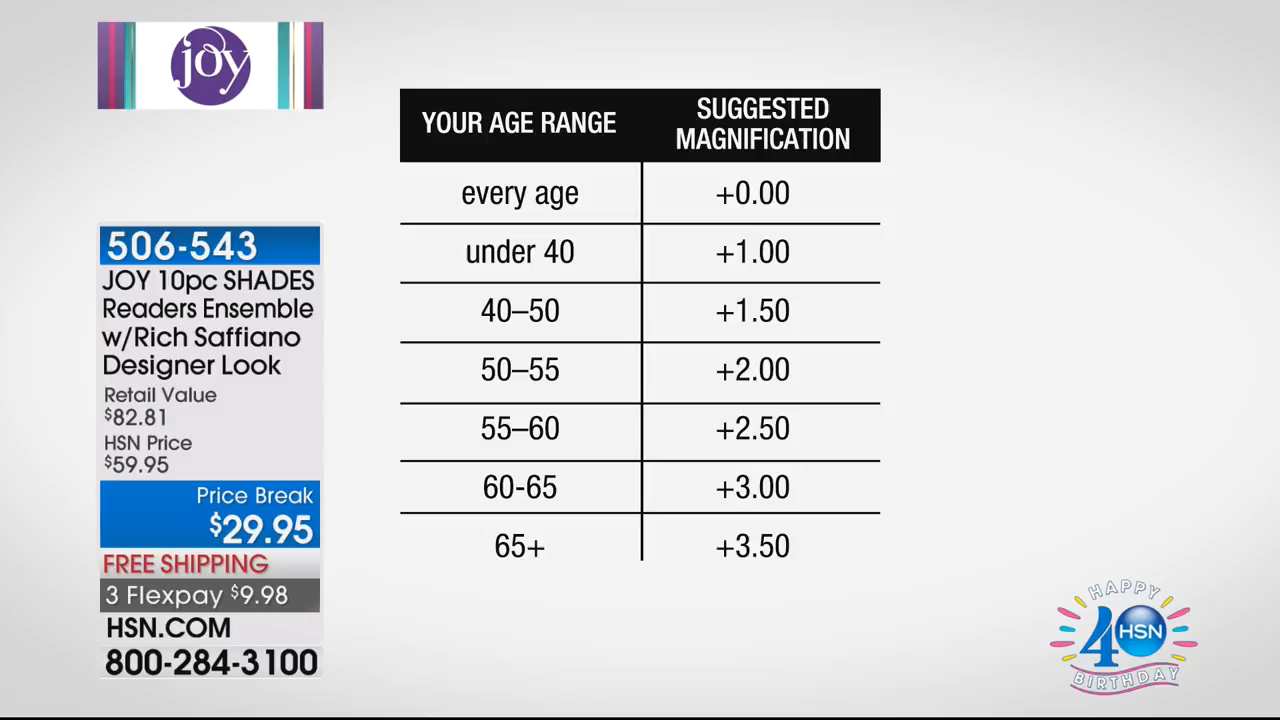 joy
506-543
JOY 10pc SHADES
Readers Ensemble
w/Rich Saffiano
Designer Look
Retail Value
$82.81
HSN Price
$59.95
Price Break
$29.95
FREE SHIPPING
3 Flexpay $9.98
HSN.COM
800-284-3100
YOUR AGE RANGE
SUGGESTED
MAGNIFICATION
every age +0.00
under 40 +1.00
40–50 +1.50
50–55 +2.00
55–60 +2.50
60-65 +3.00
65+ +3.50
HAPPY
40 HSN
BIRTHDAY